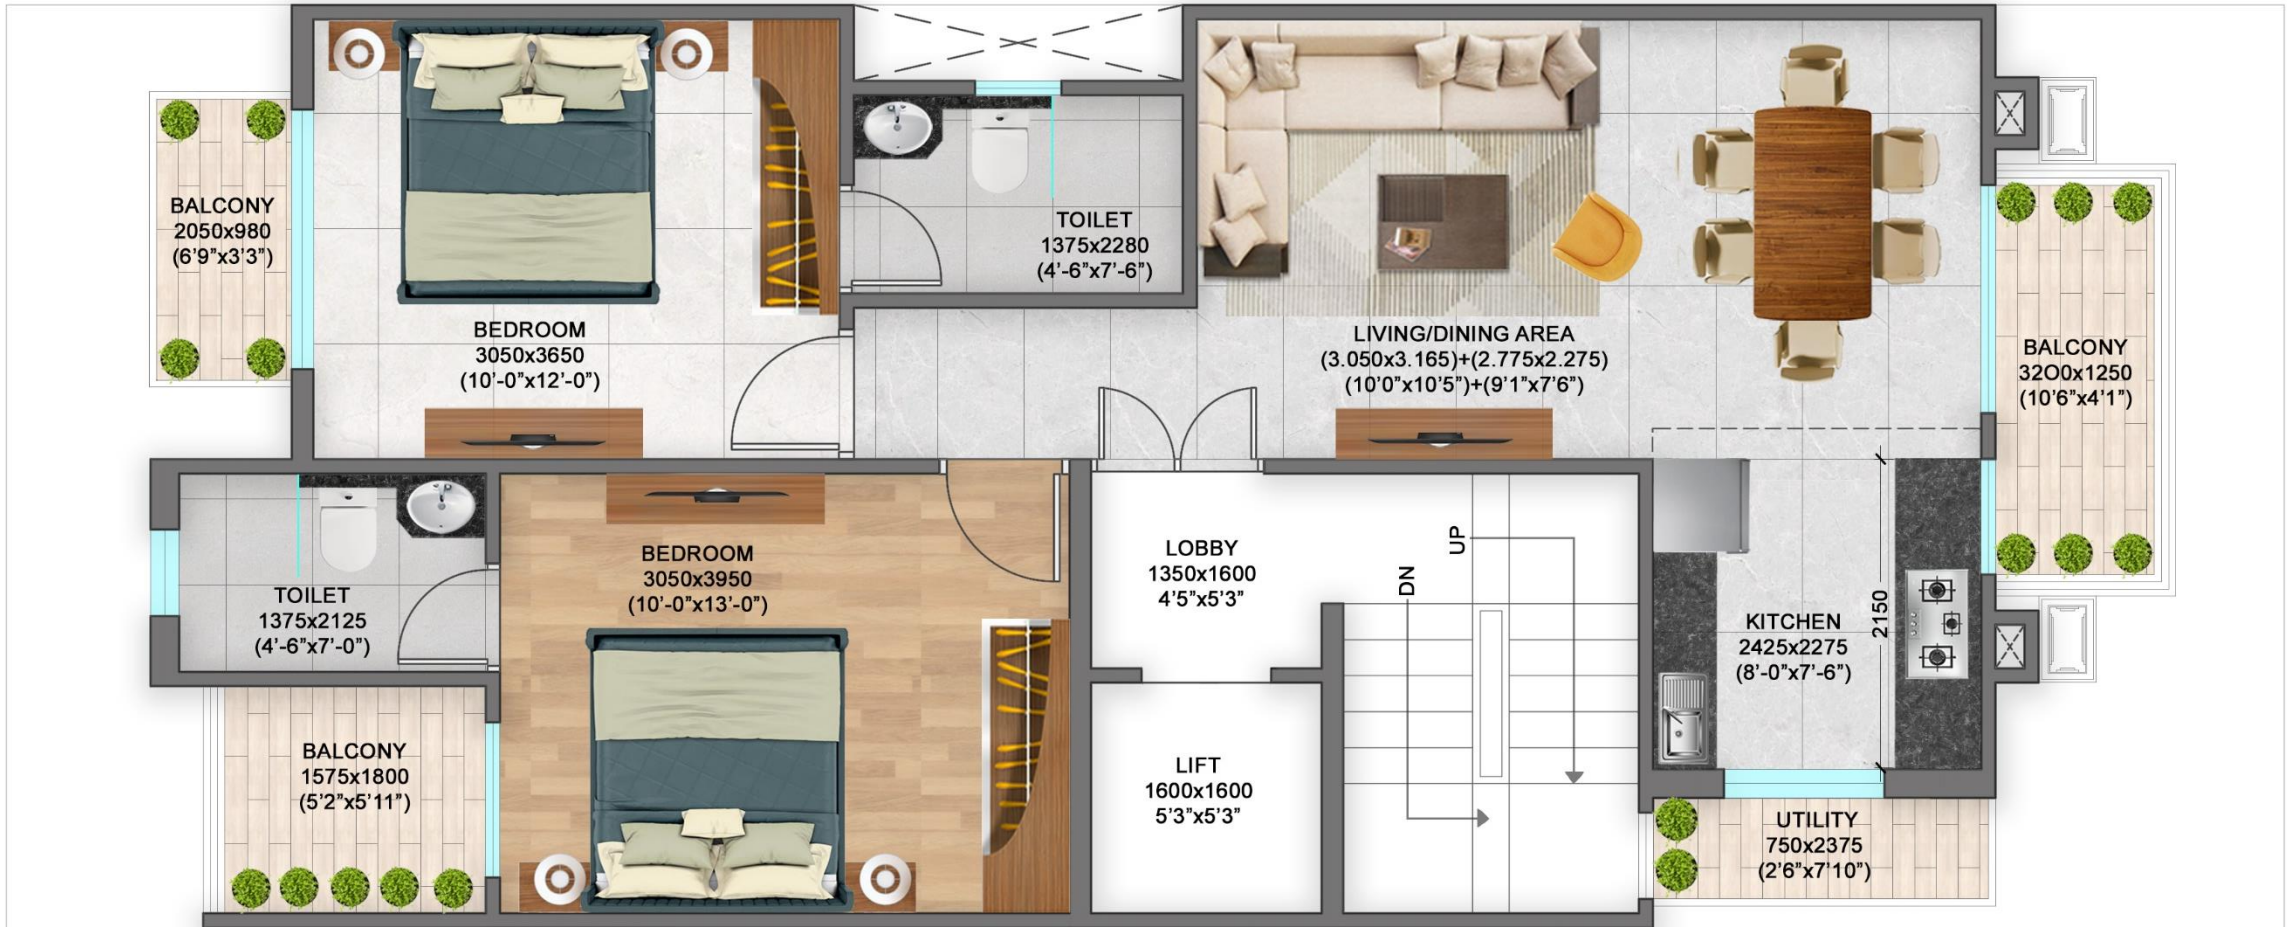 BALCONY
2050x980
(6'9"x3'3")
BEDROOM
3050x3650
(10'-0"x12'-0")
TOILET
1375x2280
(4'-6"x7'-6")
LIVING/DINING AREA
(3.050x3.165)+(2.775x2.275)
(10'0"x10'5")+(9'1"x7'6")
BALCONY
32O0x1250
(10'6"x4'1")
TOILET
1375x2125
(4'-6"x7'-0")
BEDROOM
3050x3950
(10'-0"x13'-0")
LOBBY
1350x1600
4'5"x5'3"
UP
DN
KITCHEN
2425x2275
(8'-0"x7'-6")
2150
BALCONY
1575x1800
(5'2"x5'11")
LIFT
1600x1600
5'3"x5'3"
UTILITY
750x2375
(2'6"x7'10")